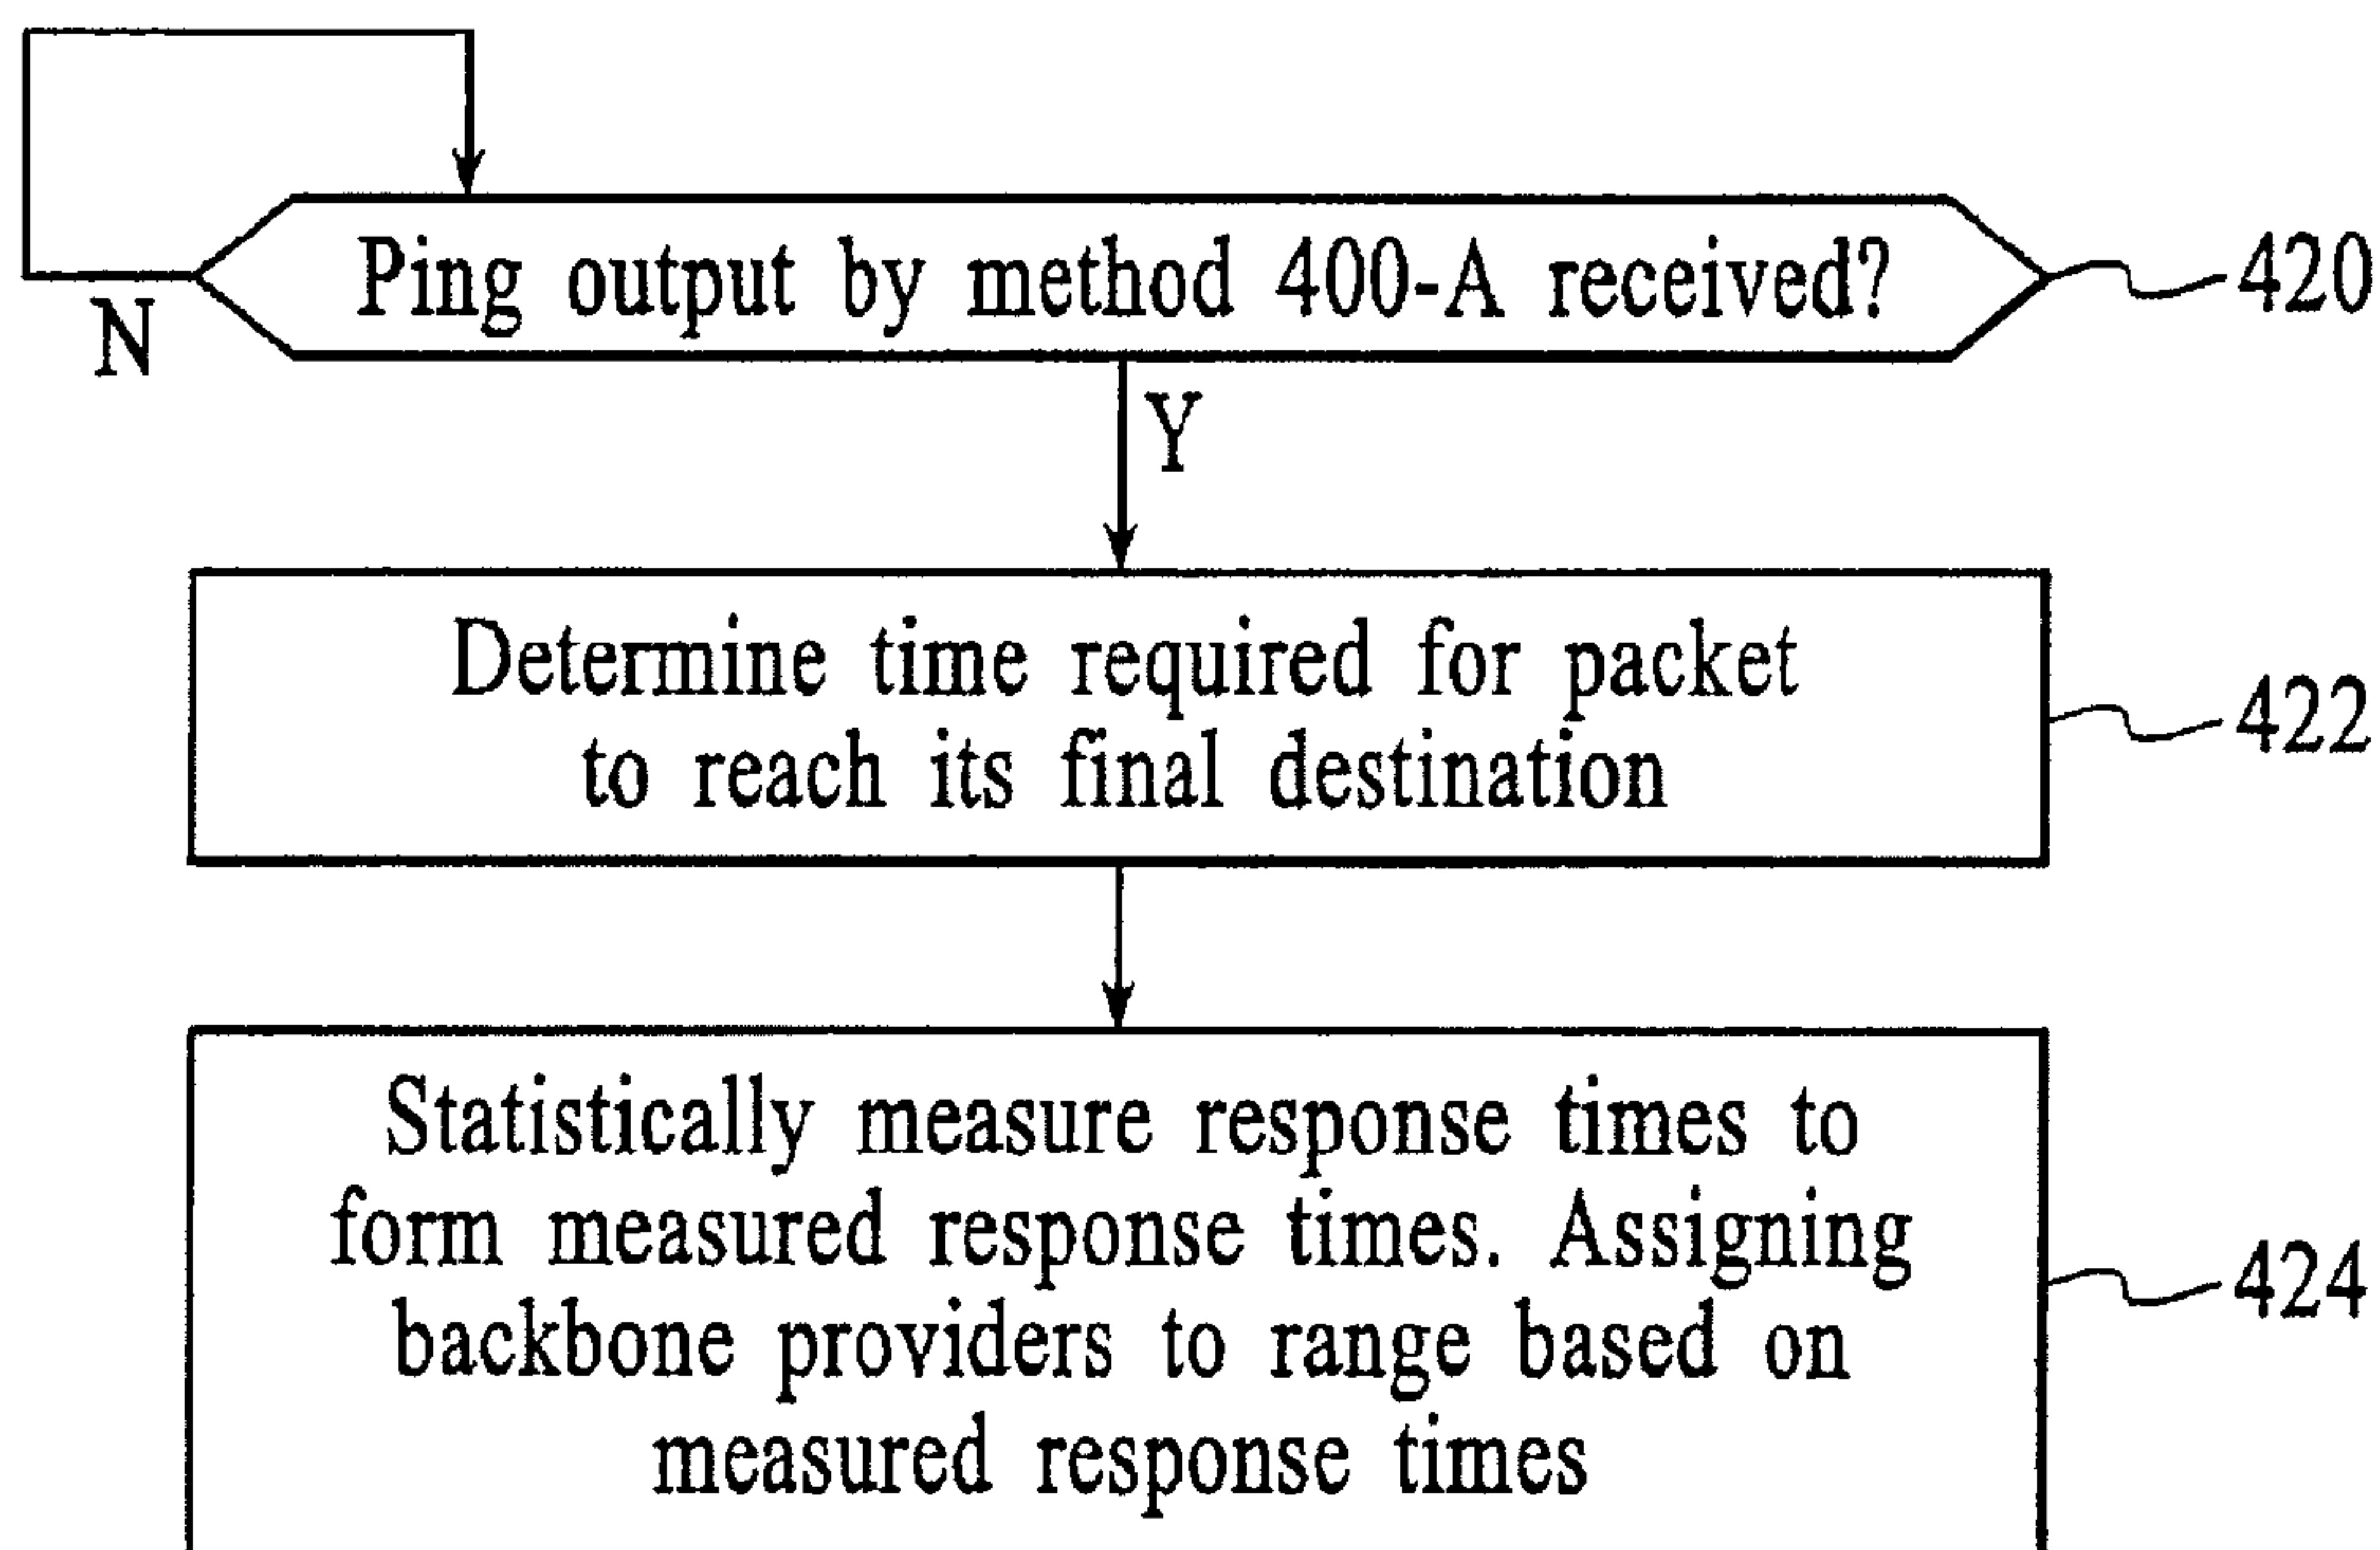 Ping output by method 400-A received?
420
N
Y
Determine time required for packet
to reach its final destination
422
Statistically measure response times to
form measured response times. Assigning
backbone providers to range based on
measured response times
424